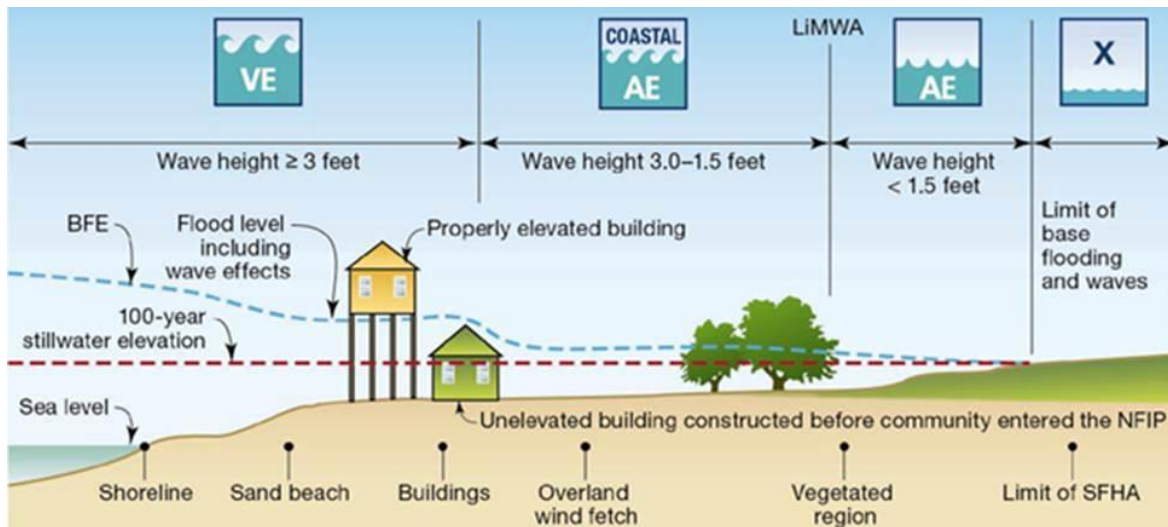 VE
COASTAL
AE
LiMWA
AE
X
Wave height ≥ 3 feet
Wave height 3.0–1.5 feet
Wave height
< 1.5 feet
BFE
Flood level
including
wave effects
Properly elevated building
Limit of
base
flooding
and waves
100-year
stillwater elevation
Sea level
Unelevated building constructed before community entered the NFIP
Shoreline
Sand beach
Buildings
Overland
wind fetch
Vegetated
region
Limit of SFHA